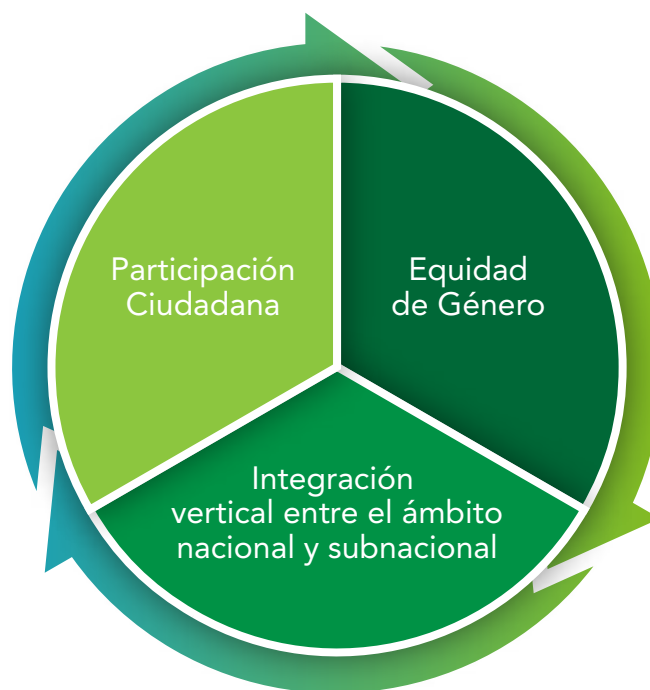 Participación
Ciudadana
Equidad
de Género
Integración
vertical entre el ámbito
nacional y subnacional